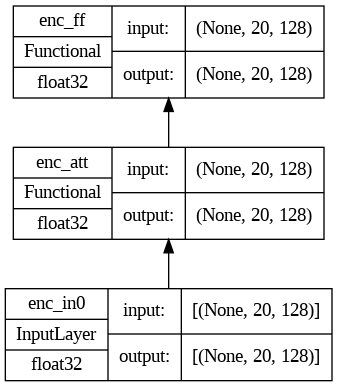 enc_ff
Functional
float32
input:
(None, 20, 128)
output:
(None, 20, 128)
enc_att
Functional
float32
input:
(None, 20, 128)
output:
(None, 20, 128)
enc_in0
InputLayer
float32
input:
[(None, 20, 128)]
output:
[(None, 20, 128)]